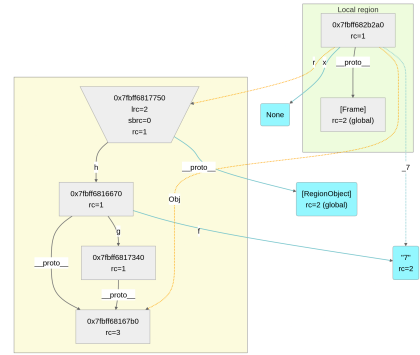 Local region
0x7fbff682b2a0
rc=1
r
x
__proto__
0x7fbff6817750
lrc=2
sbrc=0
rc=1
None
[Frame]
rc=2 (global)
h
__proto__
_7
0x7fbff6816670
rc=1
Obj
[RegionObject]
rc=2 (global)
g
f
__proto__
0x7fbff6817340
rc=1
"7"
rc=2
__proto__
0x7fbff68167b0
rc=3